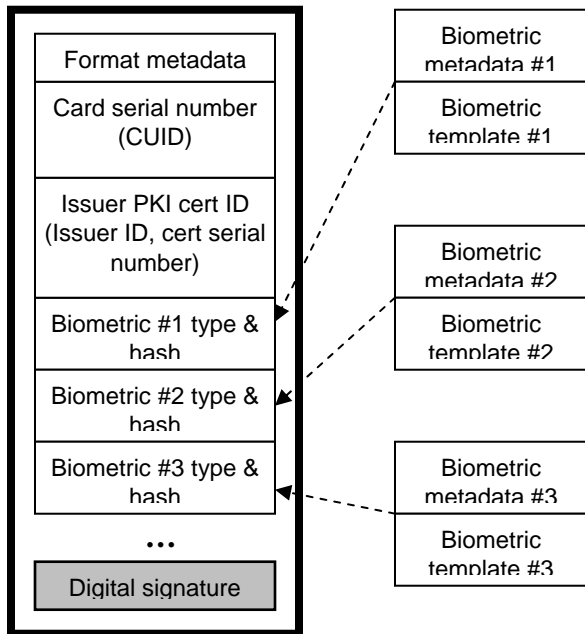 Format metadata
Card serial number
(CUID)
Issuer PKI cert ID
(Issuer ID, cert serial
number)
Biometric #1 type &
hash
Biometric #2 type &
hash
Biometric #3 type &
hash
...
Digital signature
Biometric
metadata #1
Biometric
template #1
Biometric
metadata #2
Biometric
template #2
Biometric
metadata #3
Biometric
template #3